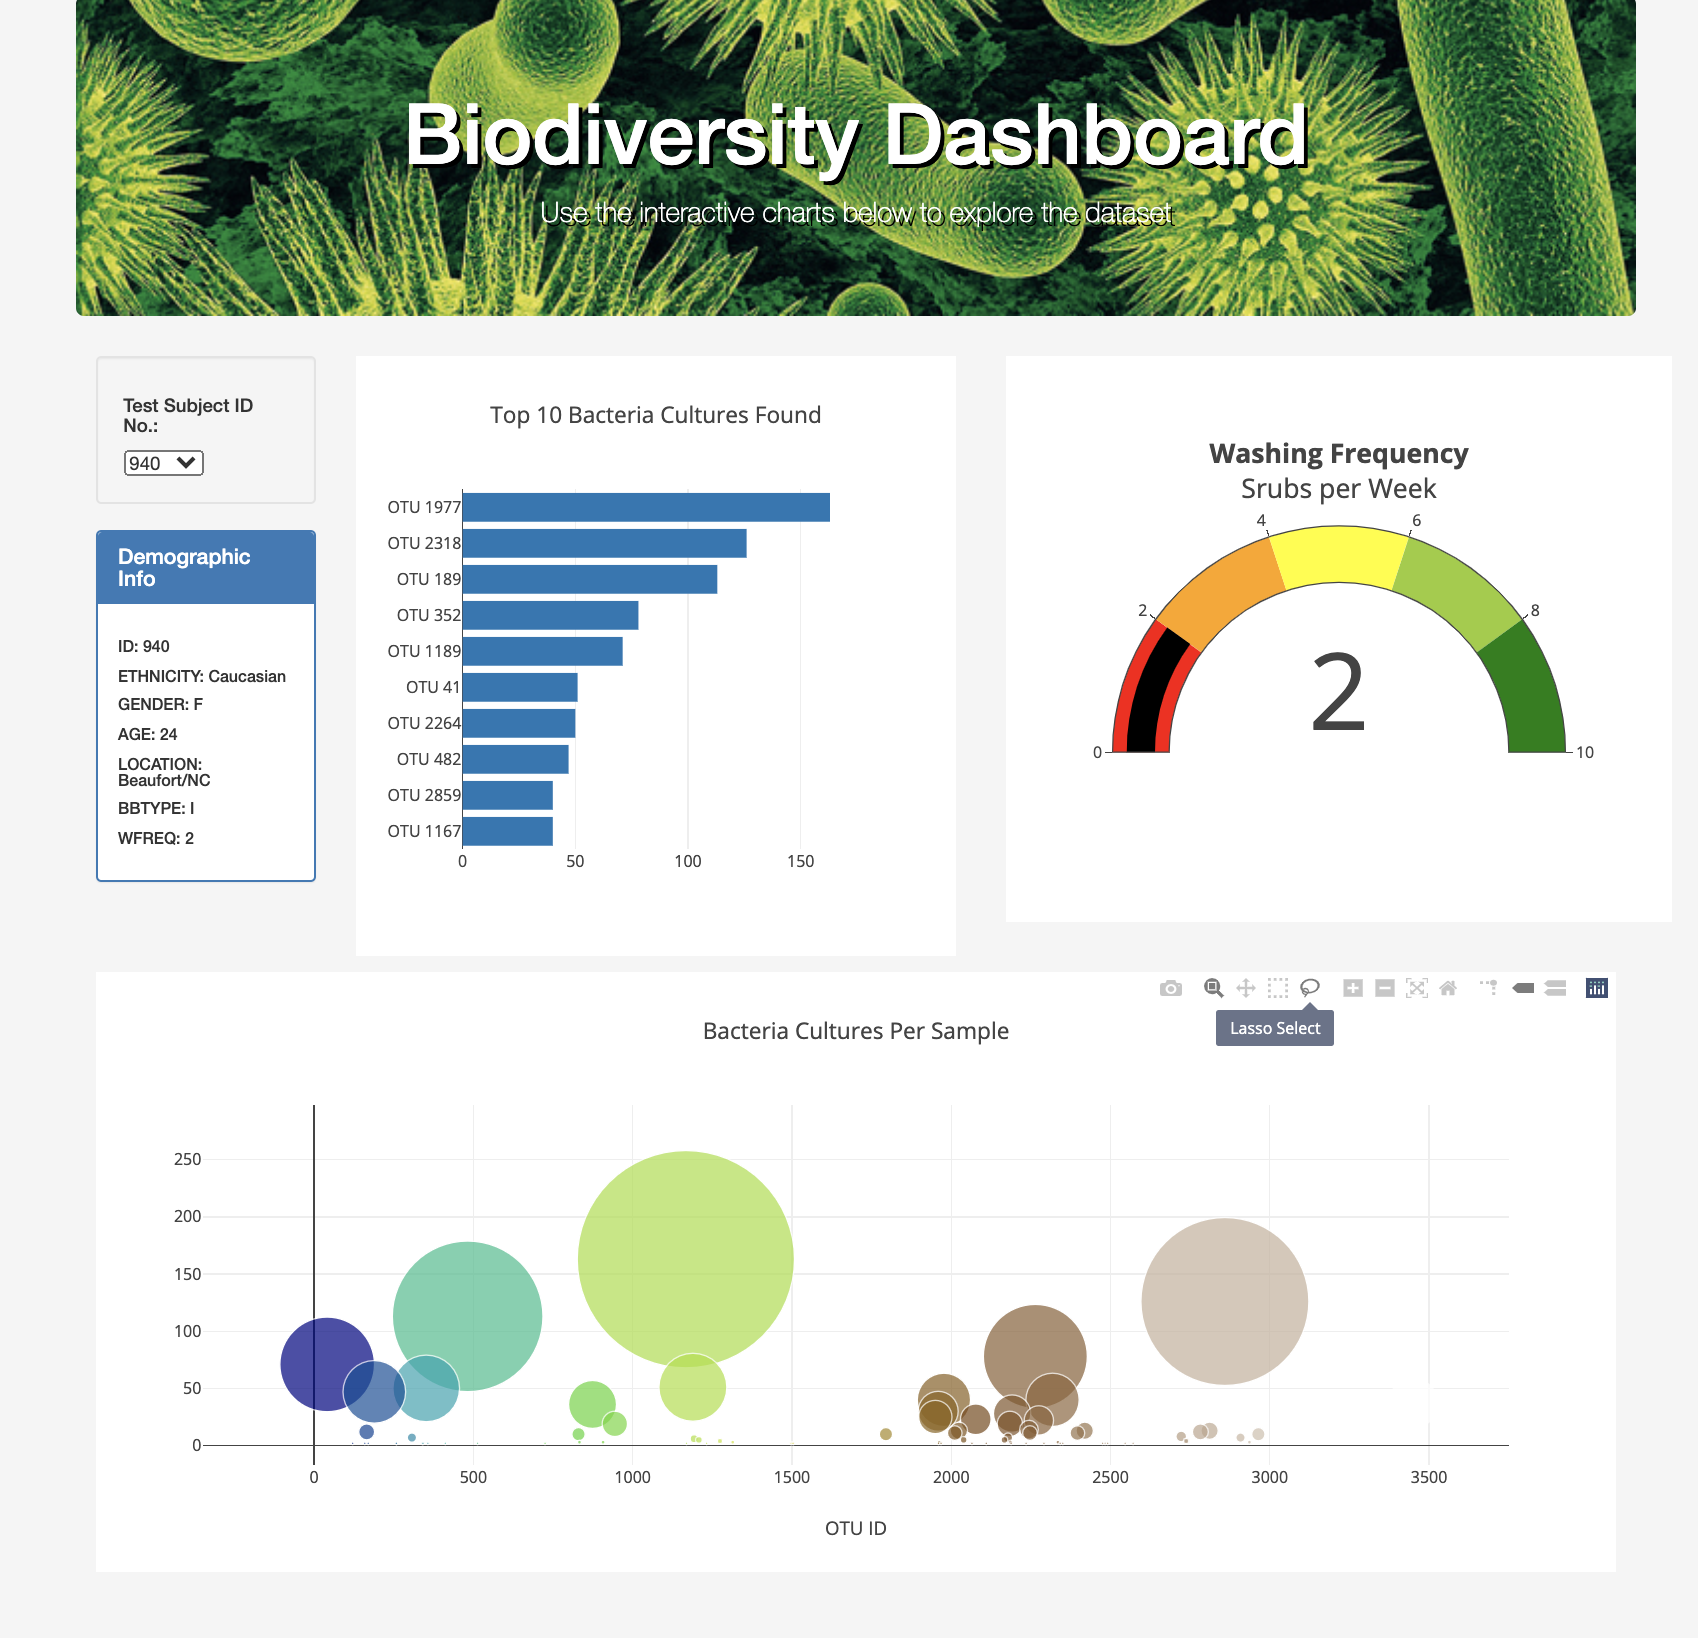 Biodiversity Dashboard
Use the interactive charts below to explore the dataset
Test Subject ID
No.:
940
Demographic
Info
ID: 940
ETHNICITY: Caucasian
GENDER: F
AGE: 24
LOCATION:
Beaufort/NC
BBTYPE: I
WFREQ: 2
Top 10 Bacteria Cultures Found
OTU 1977
OTU 2318
OTU 189
OTU 352
OTU 1189
OTU 41
OTU 2264
OTU 482
OTU 2859
OTU 1167
0 50 100 150
Washing Frequency
Srubs per Week
4 6
2 8
2
0 10
Lasso Select
Bacteria Cultures Per Sample
250
200
150
100
50
0
0 500 1000 1500 2000 2500 3000 3500
OTU ID